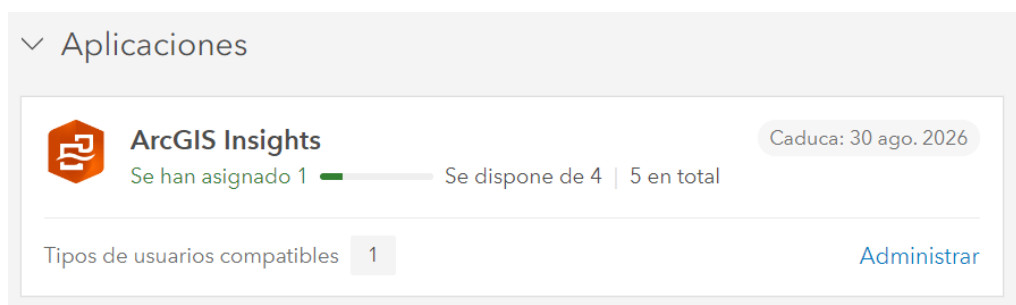 Aplicaciones
ArcGIS Insights
Caduca: 30 ago. 2026
Se han asignado 1 Se dispone de 4 | 5 en total
Tipos de usuarios compatibles 1
Administrar